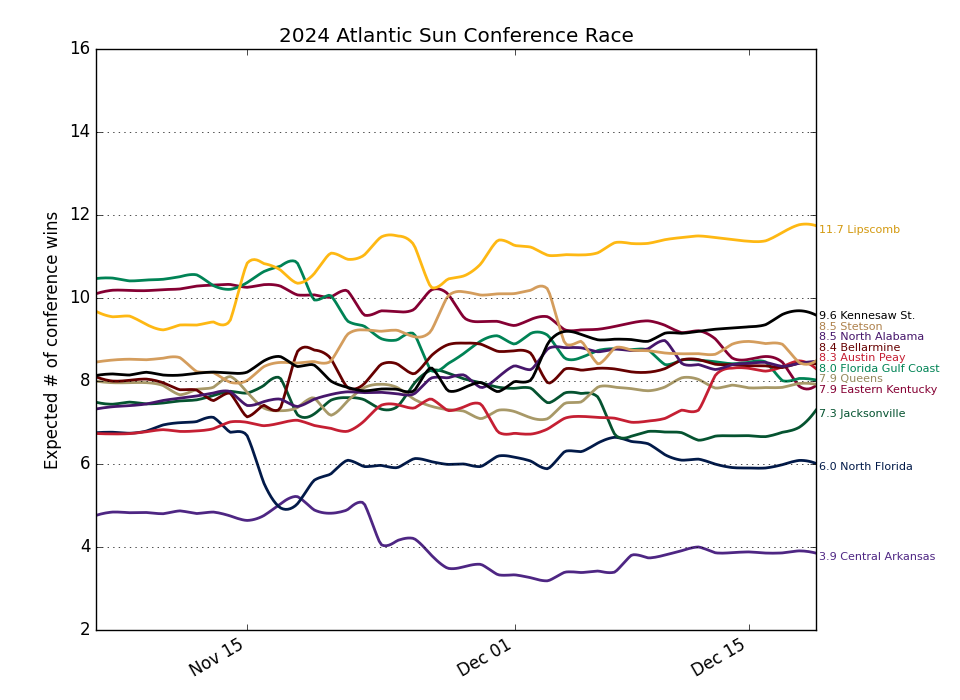 2024 Atlantic Sun Conference Race
Expected # of conference wins
16
14
12
10
8
6
4
2
Nov 15
Dec 01
Dec 15
11.7 Lipscomb
9.6 Kennesaw St.
8.5 Stetson
8.5 North Alabama
8.4 Bellarmine
8.3 Austin Peay
8.0 Florida Gulf Coast
7.9 Queens
7.9 Eastern Kentucky
7.3 Jacksonville
6.0 North Florida
3.9 Central Arkansas